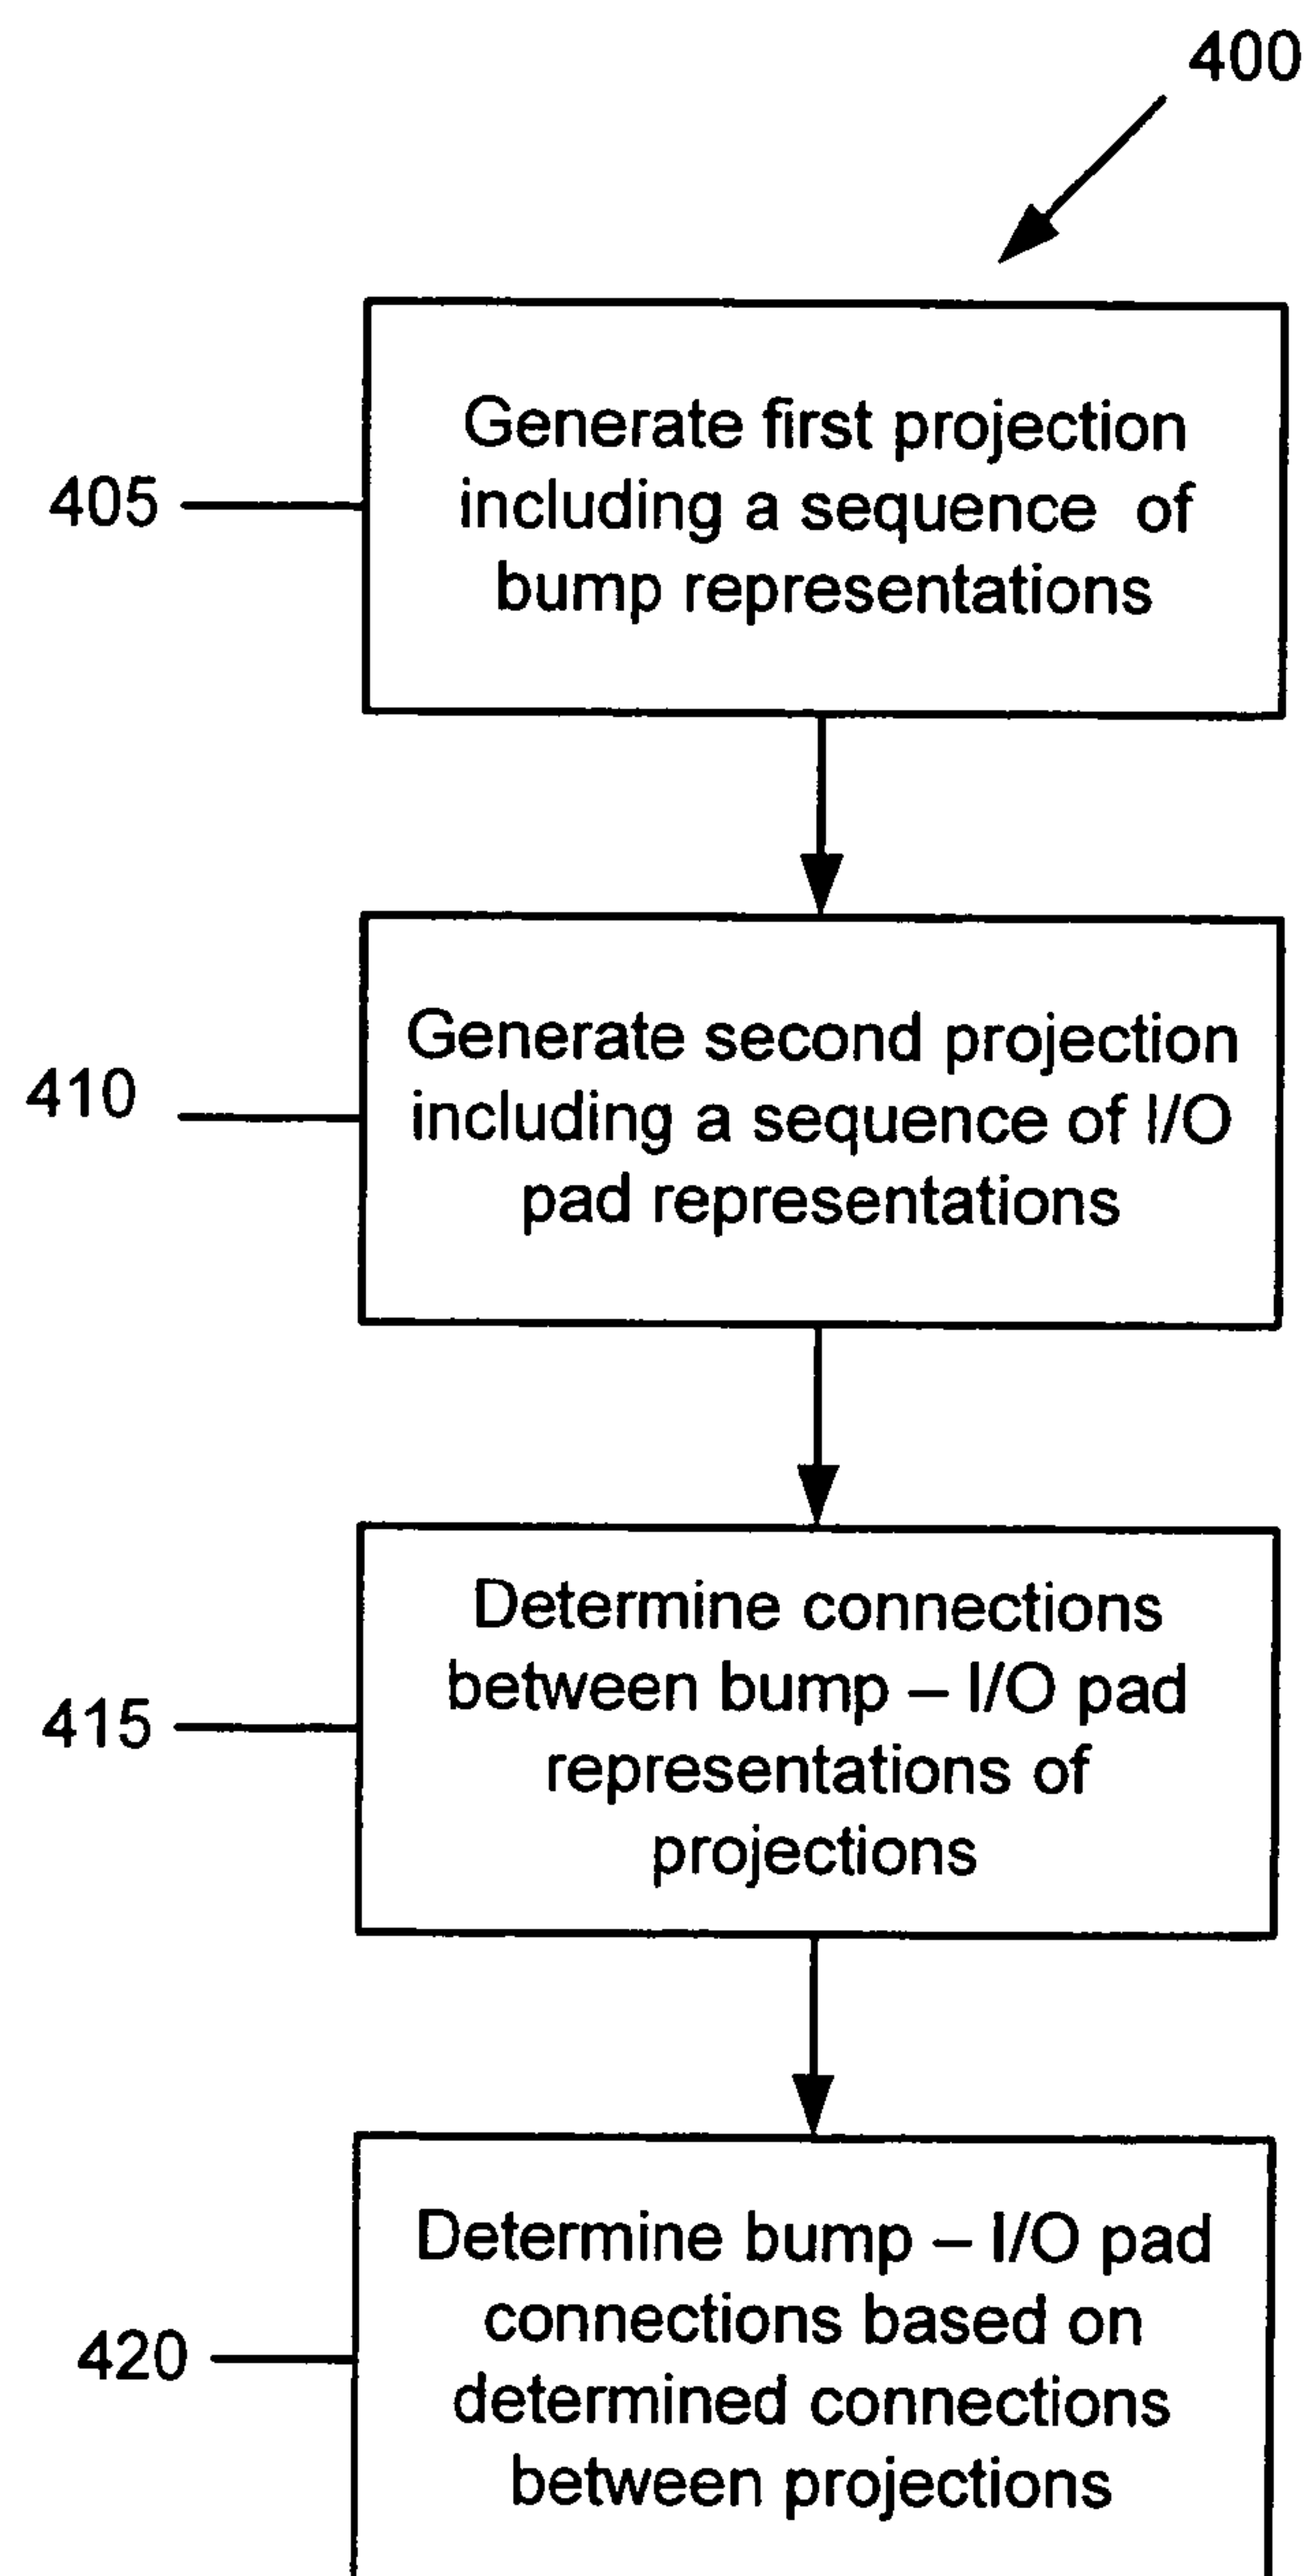 400
Generate first projection
405
including a sequence of
bump representations
Generate second projection
410
including a sequence of I/O
pad representations
Determine connections
between bump – I/O pad
415
representations of
projections
Determine bump – I/O pad
connections based on
420
determined connections
between projections